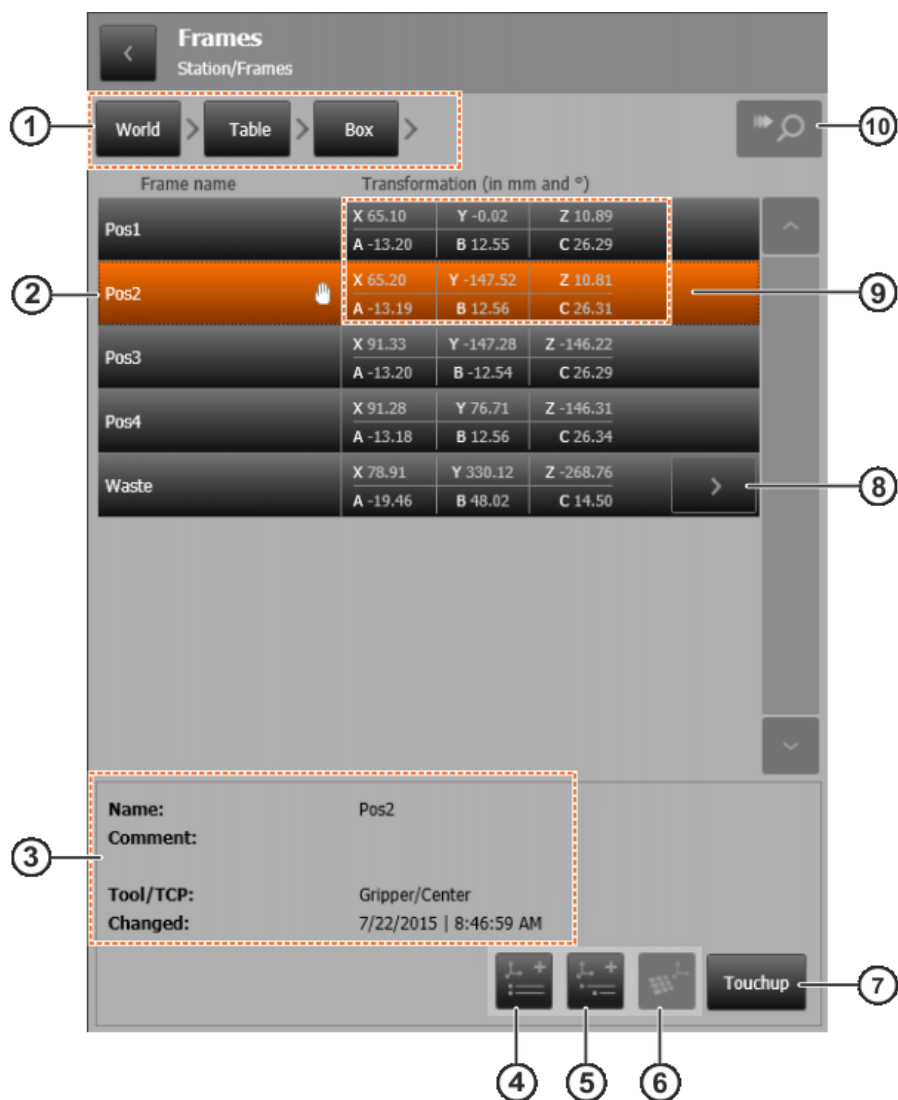 Frames
Station/Frames
1
World
Table
Box
10
Frame name
Transformation (in mm and °)
Pos1
X 65.10 Y -0.02 Z 10.89
A -13.20 B 12.55 C 26.29
2
Pos2
X 65.20 Y -147.52 Z 10.81
A -13.19 B 12.56 C 26.31
9
Pos3
X 91.33 Y -147.28 Z -146.22
A -13.20 B -12.54 C 26.29
Pos4
X 91.28 Y 76.71 Z -146.31
A -13.18 B 12.56 C 26.34
Waste
X 78.91 Y 330.12 Z -268.76
A -19.46 B 48.02 C 14.50
8
3
Name: Pos2
Comment:
Tool/TCP: Gripper/Center
Changed: 7/22/2015 | 8:46:59 AM
Touchup
7
4
5
6